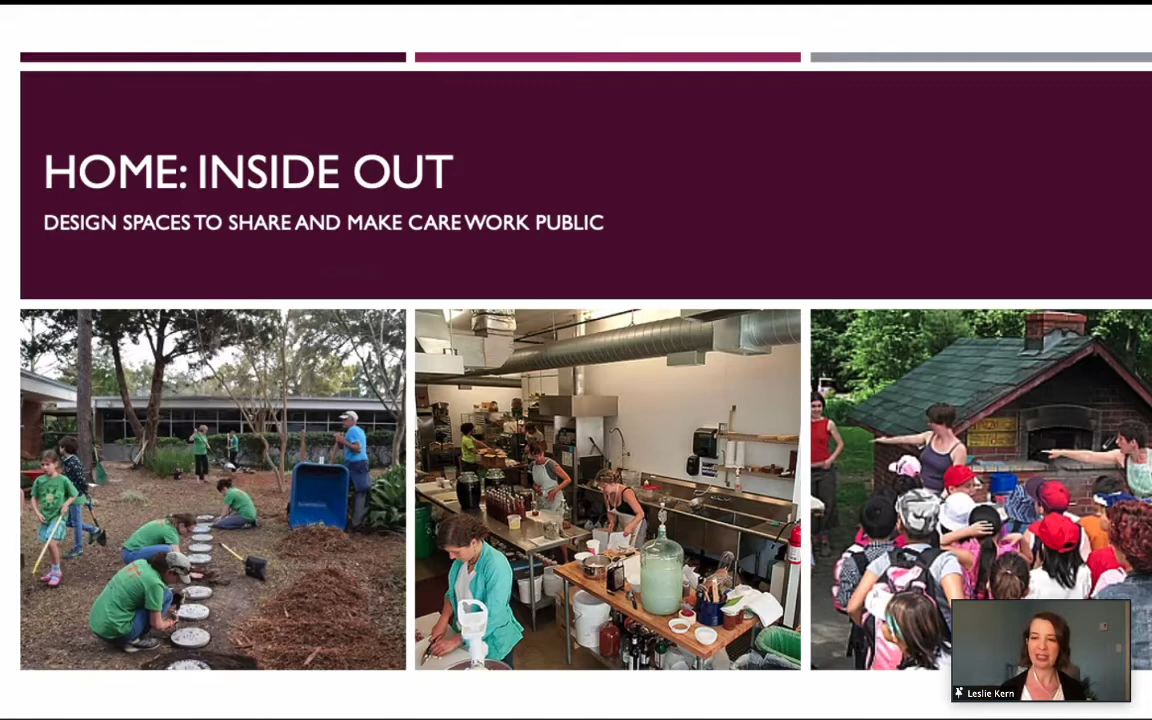 HOME: INSIDE OUT
DESIGN SPACES TO SHARE AND MAKE CARE WORK PUBLIC
Leslie Kern